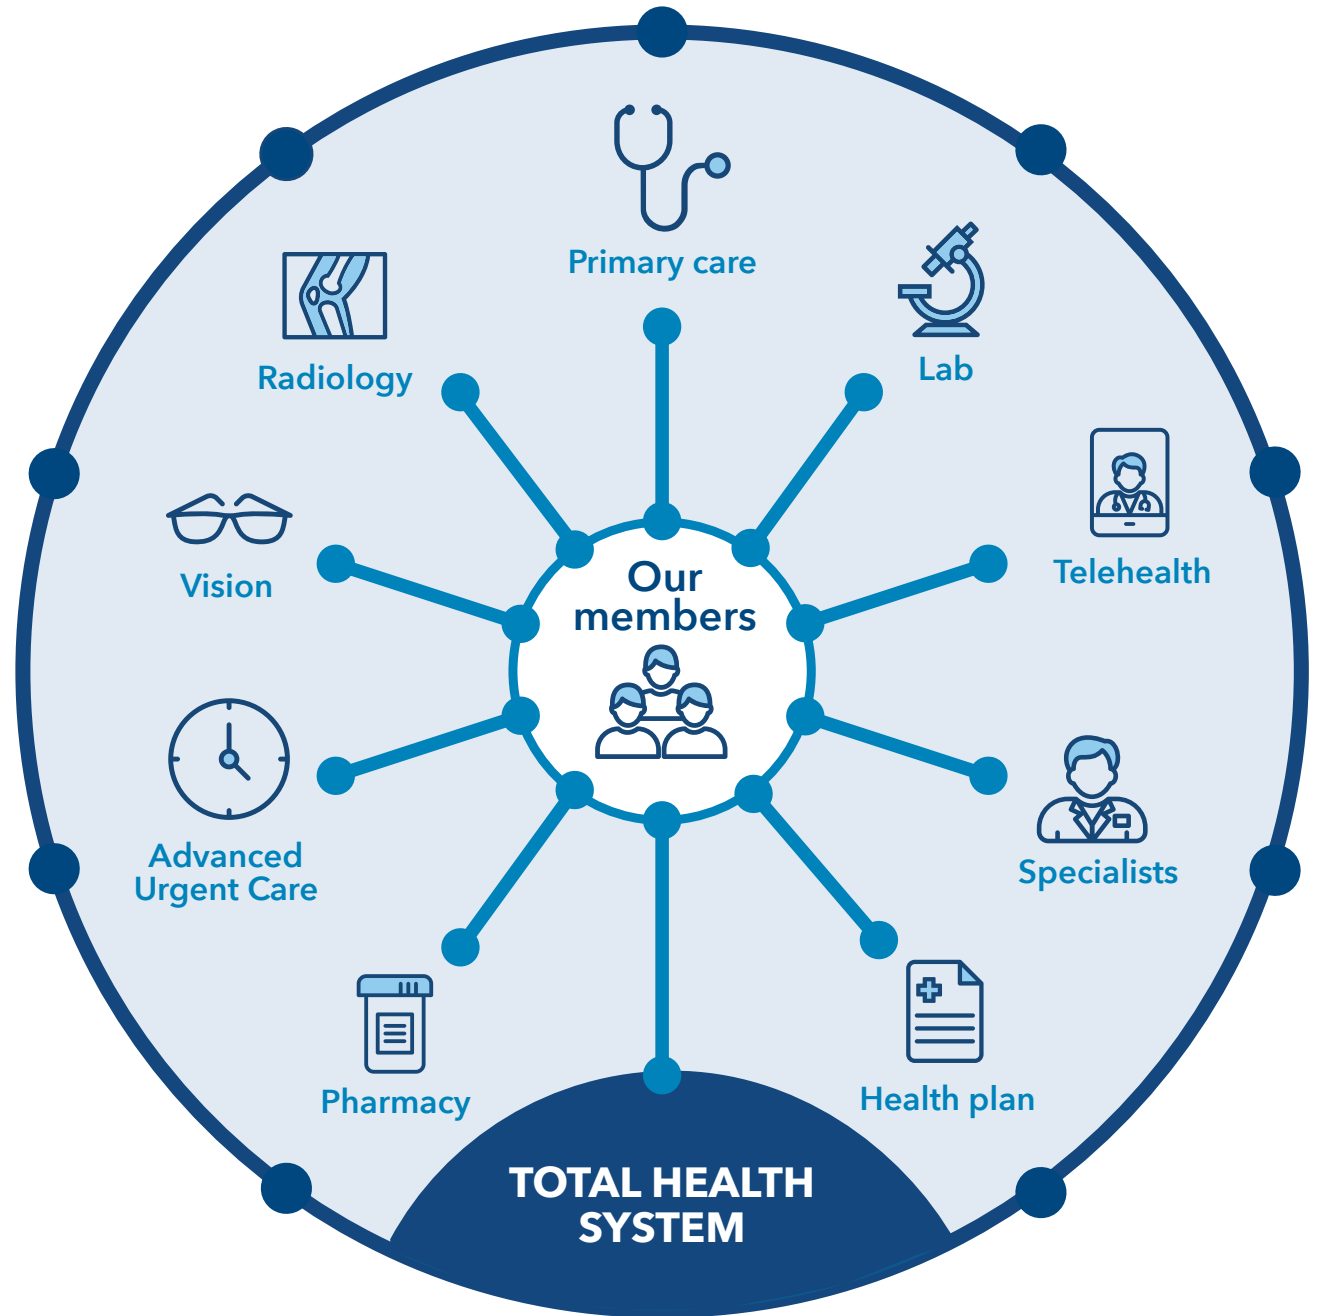 Primary care
Lab
Radiology
Telehealth
Vision
Our
members
Specialists
Advanced
Urgent Care
Health plan
Pharmacy
TOTAL HEALTH
SYSTEM